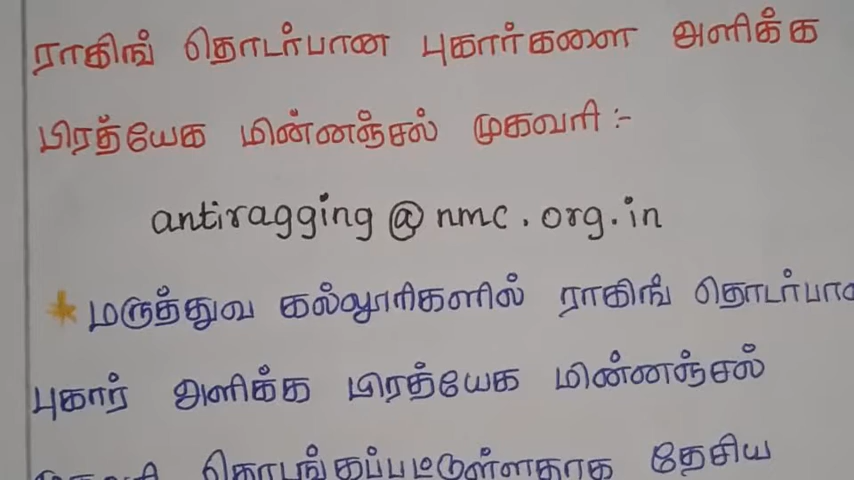 ராகிங் தொடர்பான புகார்களை அளிக்க
பிரத்யேக மின்னஞ்சல் முகவரி :-
antiragging @ nmc . org . in
* மருத்துவ கல்லூரிகளில் ராகிங் தொடர்பான
புகார் அளிக்க பிரத்யேக மின்னஞ்சல்
தொடங்கப்பட்டுள்ளதாக தேசிய